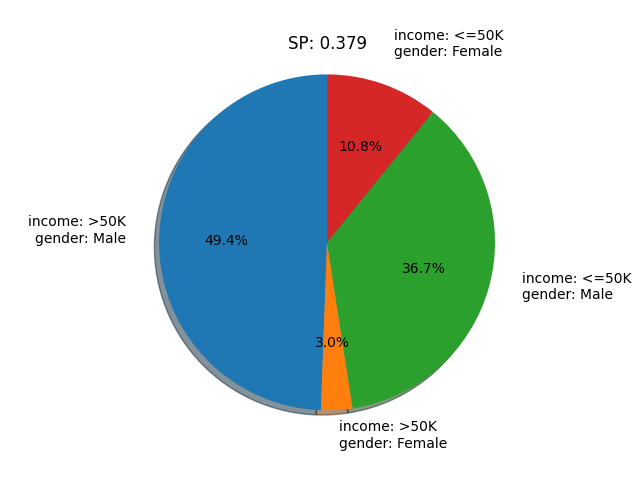 SP: 0.379
income: <=50K
gender: Female
10.8%
income: >50K
gender: Male
49.4%
36.7%
income: <=50K
gender: Male
3.0%
income: >50K
gender: Female